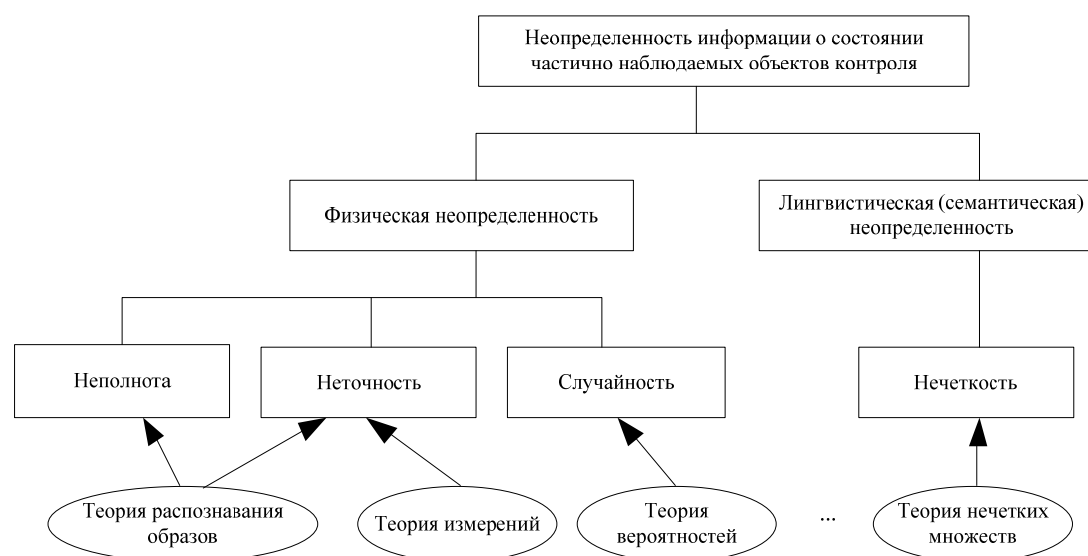 Неопределенность информации о состоянии
частично наблюдаемых объектов контроля
Физическая неопределенность
Лингвистическая (семантическая)
неопределенность
Неполнота
Неточность
Случайность
Нечеткость
Теория распознавания
образов
Теория измерений
Теория
вероятностей
...
Теория нечетких
множеств